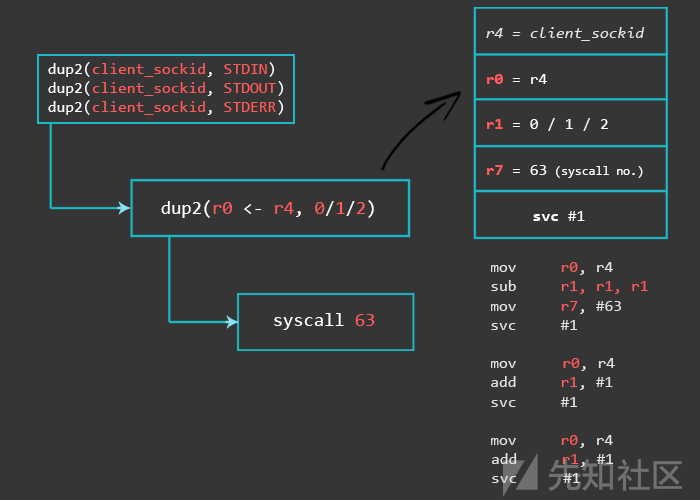 dup2(client_sockid, STDIN)
dup2(client_sockid, STDOUT)
dup2(client_sockid, STDERR)
dup2(r0 <- r4, 0/1/2)
syscall 63
r4 = client_sockid
r0 = r4
r1 = 0 / 1 / 2
r7 = 63 (syscall no.)
svc #1
mov r0, r4
sub r1, r1, r1
mov r7, #63
svc #1
mov r0, r4
add r1, #1
svc #1
mov r0, r4
add r1, #1
svc #1
先知社区